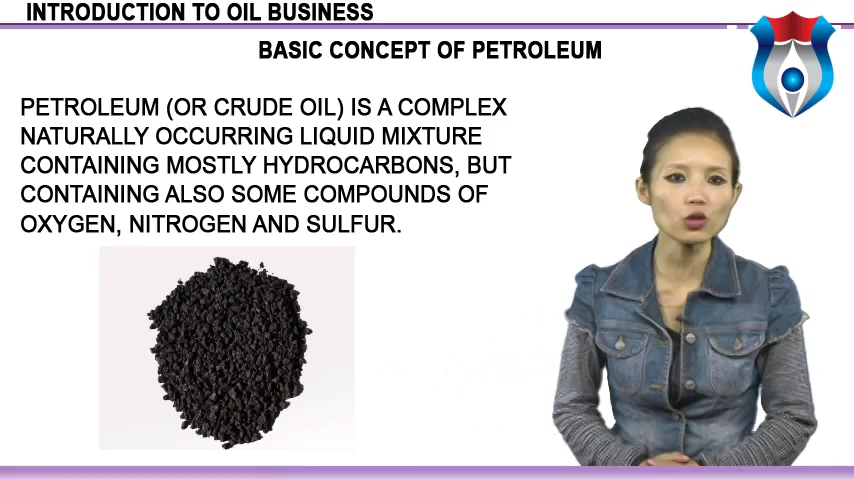 INTRODUCTION TO OIL BUSINESS
BASIC CONCEPT OF PETROLEUM
PETROLEUM (OR CRUDE OIL) IS A COMPLEX
NATURALLY OCCURRING LIQUID MIXTURE
CONTAINING MOSTLY HYDROCARBONS, BUT
CONTAINING ALSO SOME COMPOUNDS OF
OXYGEN, NITROGEN AND SULFUR.